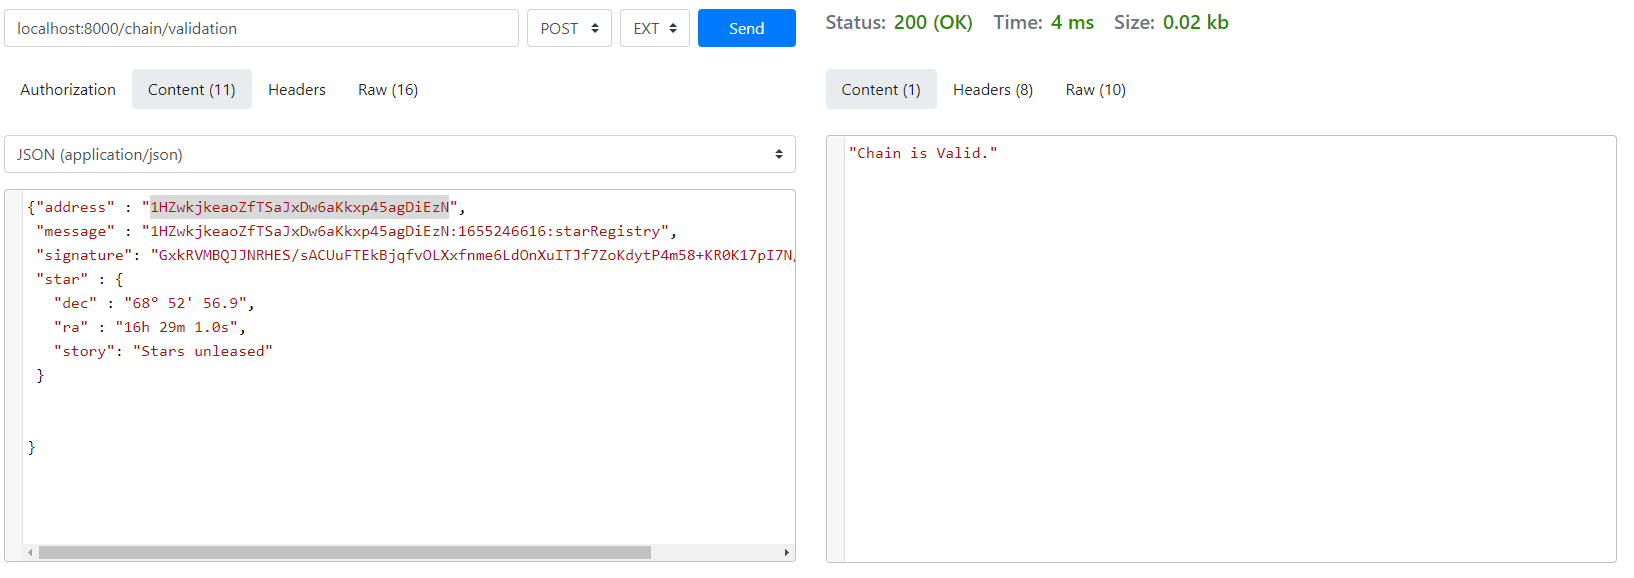 localhost:8000/chain/validation
POST
EXT
Send
Authorization
Content (11)
Headers
Raw (16)
JSON (application/json)
{"address" : "1HZwkjkeaoZfTSaJxDw6aKkxp45agDiEzN",
"message" : "1HZwkjkeaoZfTSaJxDw6aKkxp45agDiEzN:1655246616:starRegistry",
"signature": "GxkRVMBQJJNRHES/sACUuFTEkBjqfvOLXxfnme6LdOnXuITJf7ZoKdytP4m58+KR0K17pI7N/
"star" : {
"dec" : "68° 52' 56.9",
"ra" : "16h 29m 1.0s",
"story": "Stars unleased"
}
}
Status: 200 (OK) Time: 4 ms Size: 0.02 kb
Content (1)
Headers (8)
Raw (10)
"Chain is Valid."